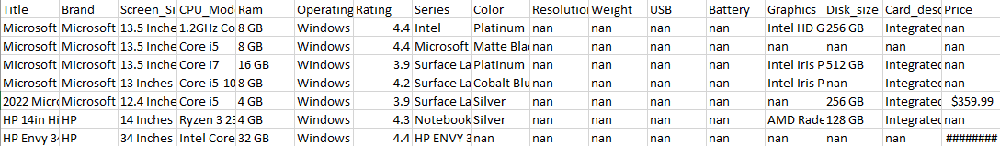 Title Brand Screen_Si CPU_Mod Ram Operating Rating Series Color Resolution Weight USB Battery Graphics Disk_size Card_desc Price
Microsoft Microsoft 13.5 Inche 1.2GHz Co 8 GB Windows 4.4 Intel Platinum nan nan nan nan Intel HD G 256 GB Integrated nan
Microsoft Microsoft 13.5 Inche Core i5 8 GB Windows 4.4 Microsoft Matte Blac nan nan nan nan nan nan nan nan
Microsoft Microsoft 13.5 Inche Core i7 16 GB Windows 3.9 Surface La Platinum nan nan nan nan Intel Iris P 512 GB Integrated nan
Microsoft Microsoft 13 Inches Core i5-10 8 GB Windows 4.2 Surface La Cobalt Blu nan nan nan nan Intel Iris P nan Integrated nan
2022 Micr Microsoft 12.4 Inche Core i5 4 GB Windows 3.9 Surface La Silver nan nan nan nan nan 256 GB Integrated $359.99
HP 14in Hi HP 14 Inches Ryzen 3 23 4 GB Windows 4.3 Notebook Silver nan nan nan nan AMD Rade 128 GB Integrated nan
HP Envy 34 HP 34 Inches Intel Core 32 GB Windows 4.4 HP ENVY 3 nan nan nan nan nan nan nan nan ########